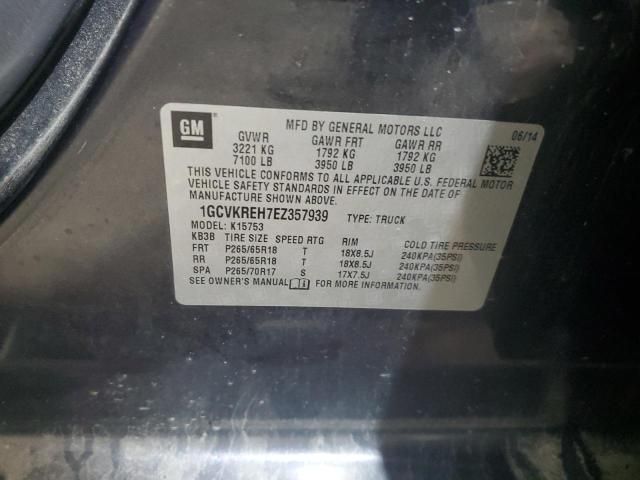 GM
MFD BY GENERAL MOTORS LLC
06/14
GVWR GAWR FRT GAWR RR
3221 KG 1792 KG 1792 KG
7100 LB 3950 LB 3950 LB
THIS VEHICLE CONFORMS TO ALL APPLICABLE U.S. FEDERAL MOTOR
VEHICLE SAFETY STANDARDS IN EFFECT ON THE DATE OF
MANUFACTURE SHOWN ABOVE.
1GCVKREH7EZ357939 TYPE: TRUCK
MODEL: K15753
KB3B TIRE SIZE SPEED RTG RIM COLD TIRE PRESSURE
FRT P265/65R18 T 18X8.5J 240KPA(35PSI)
RR P265/65R18 T 18X8.5J 240KPA(35PSI)
SPA P265/70R17 S 17X7.5J 240KPA(35PSI)
SEE OWNER'S MANUAL FOR MORE INFORMATION